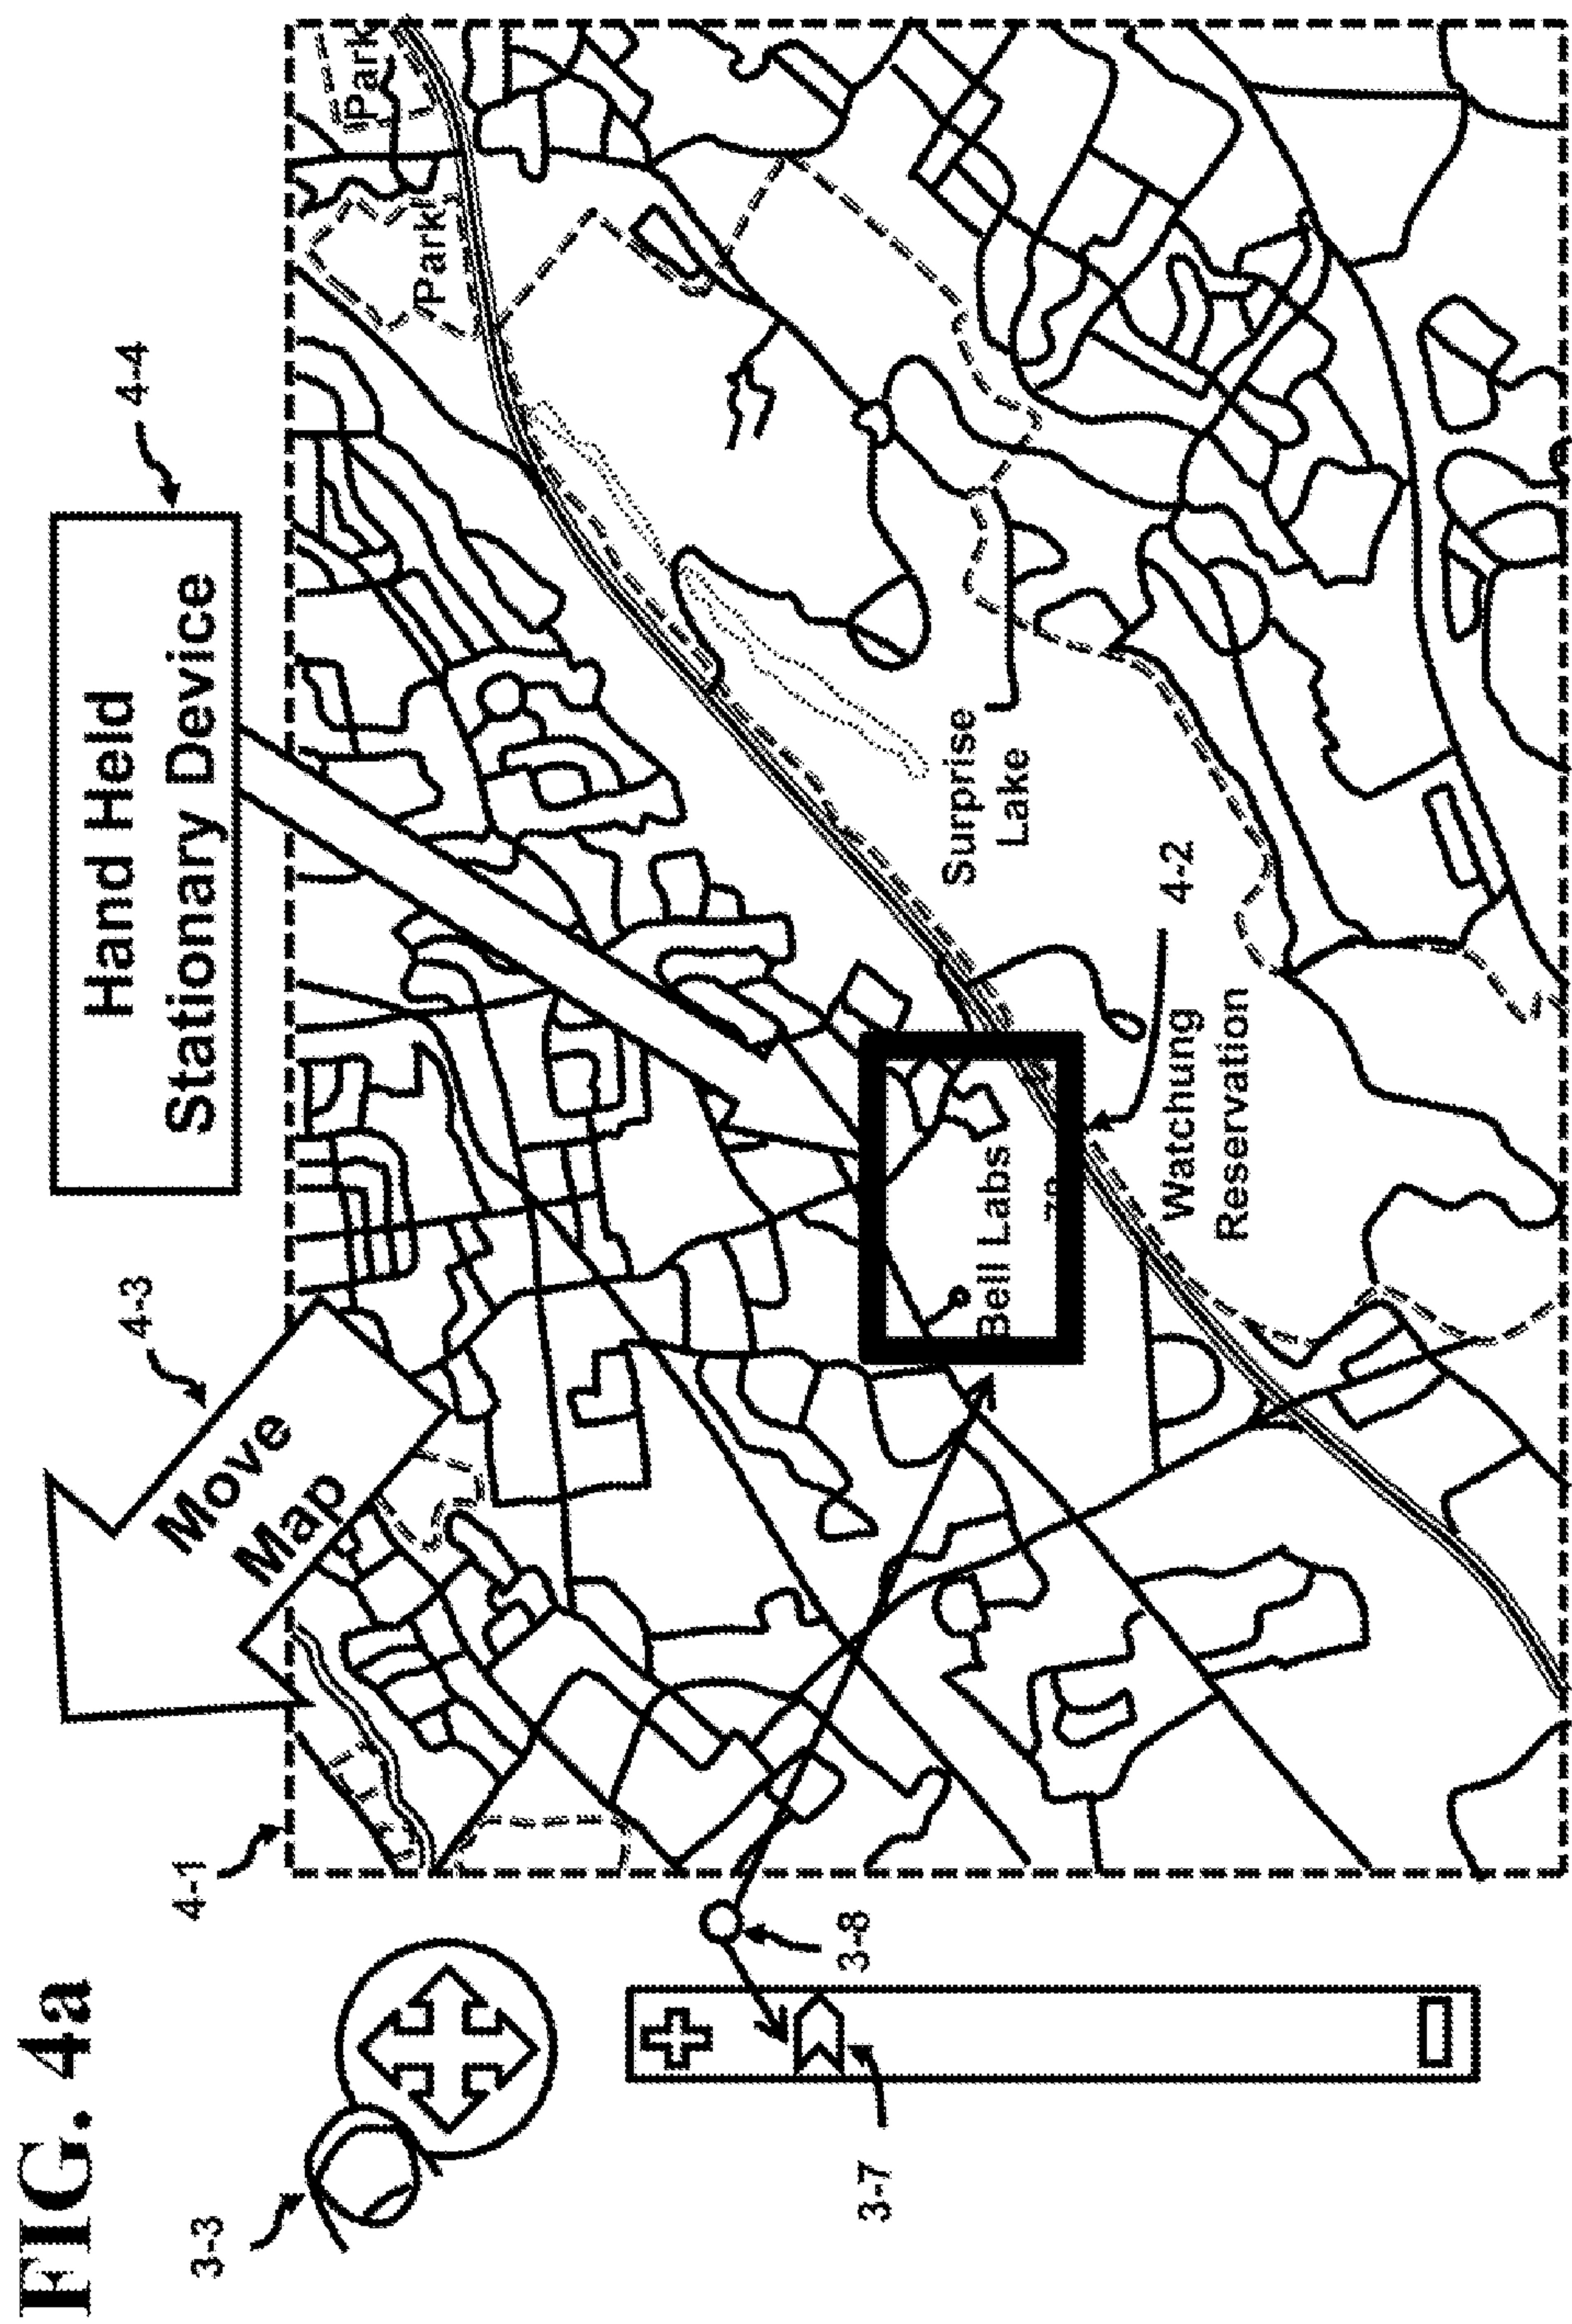 FIG. 4a
3-3
3-7
3-8
4-1
Move
Map
4-3
Hand Held
Stationary Device
4-4
Park
Park
Surprise
Lake
4-2
Watchung
Reservation
Bell Labs